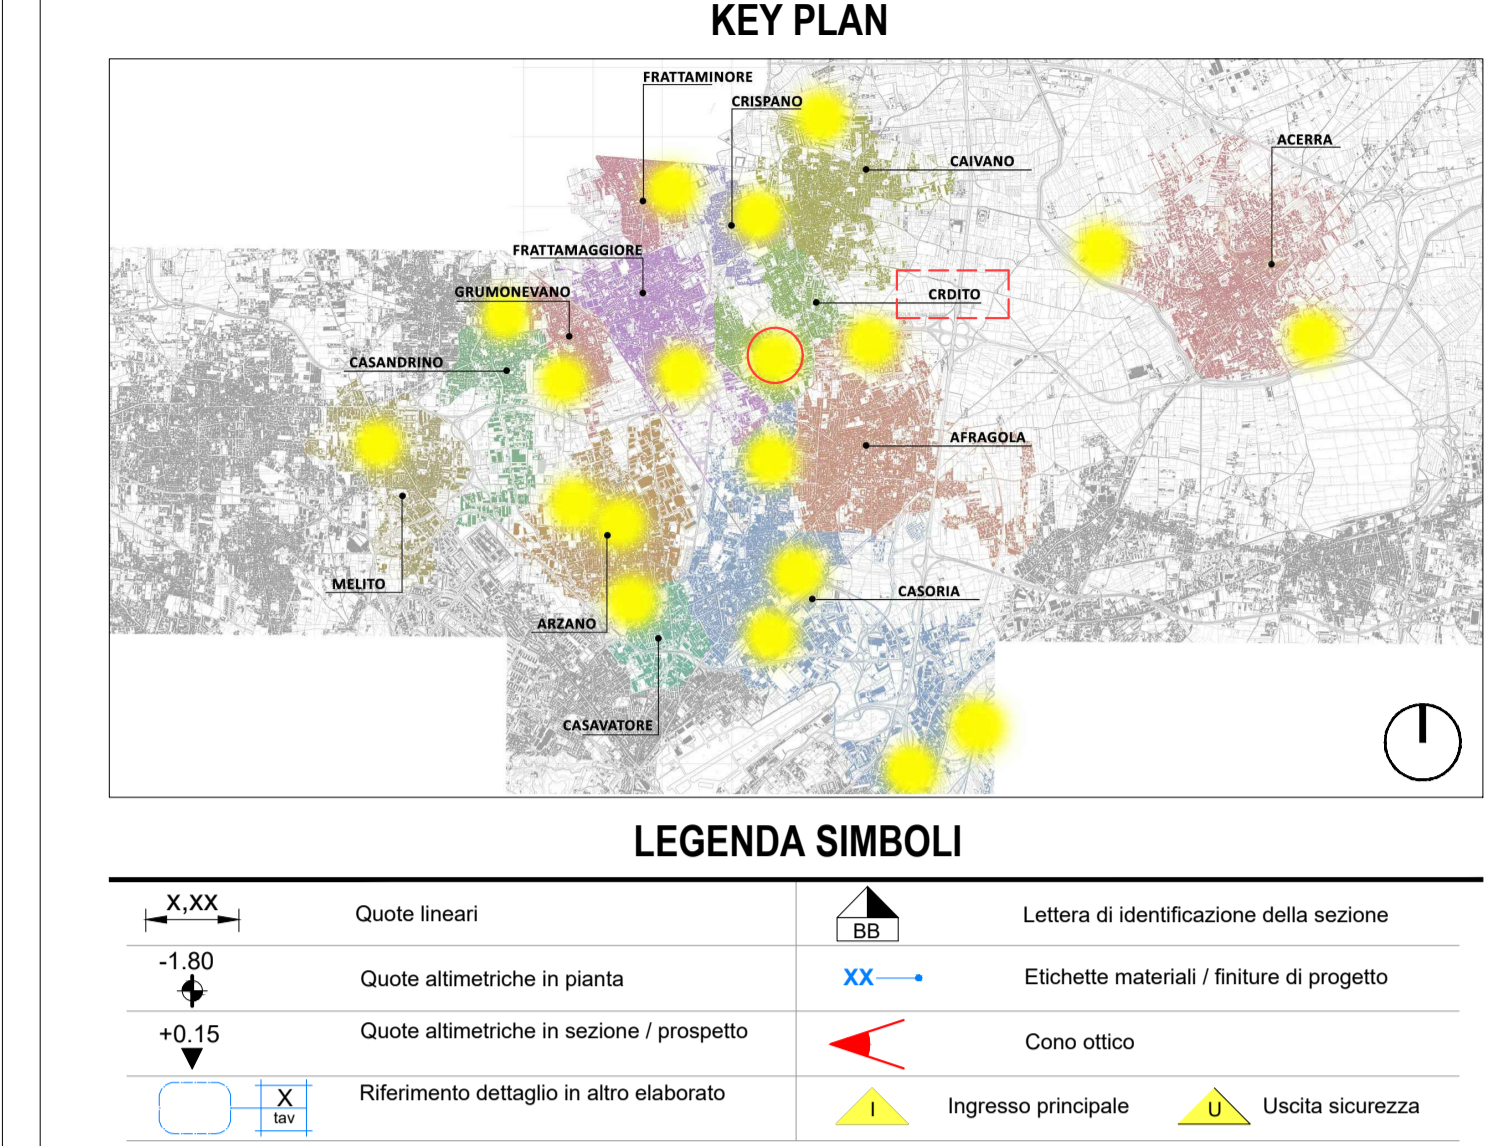 KEY PLAN
FRATTAMINORE
CRISPANO
ACERRA
CAIVANO
FRATTAMAGGIORE
GRUMONEVANO
CRDITO
CASANDRINO
AFRAGOLA
MELITO
CASORIA
ARZANO
CASAVATORE
LEGENDA SIMBOLI
X,XX
Quote lineari
BB
Lettera di identificazione della sezione
-1.80
Quote altimetriche in pianta
XX
Etichette materiali / finiture di progetto
+0.15
Quote altimetriche in sezione / prospetto
Cono ottico
X
tav
Riferimento dettaglio in altro elaborato
I
Ingresso principale
U
Uscita sicurezza